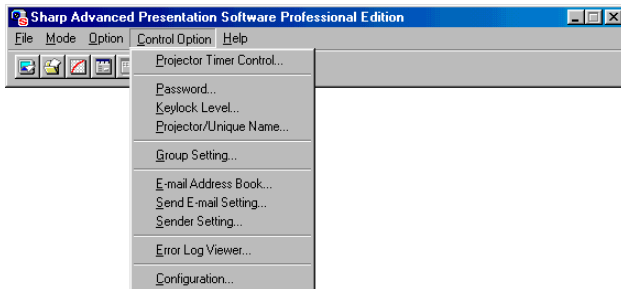 Sharp Advanced Presentation Software Professional Edition
File Mode Option Control Option Help
Projector Timer Control...
Password...
Keylock Level...
Projector/Unique Name...
Group Setting...
E-mail Address Book...
Send E-mail Setting...
Sender Setting...
Error Log Viewer...
Configuration...